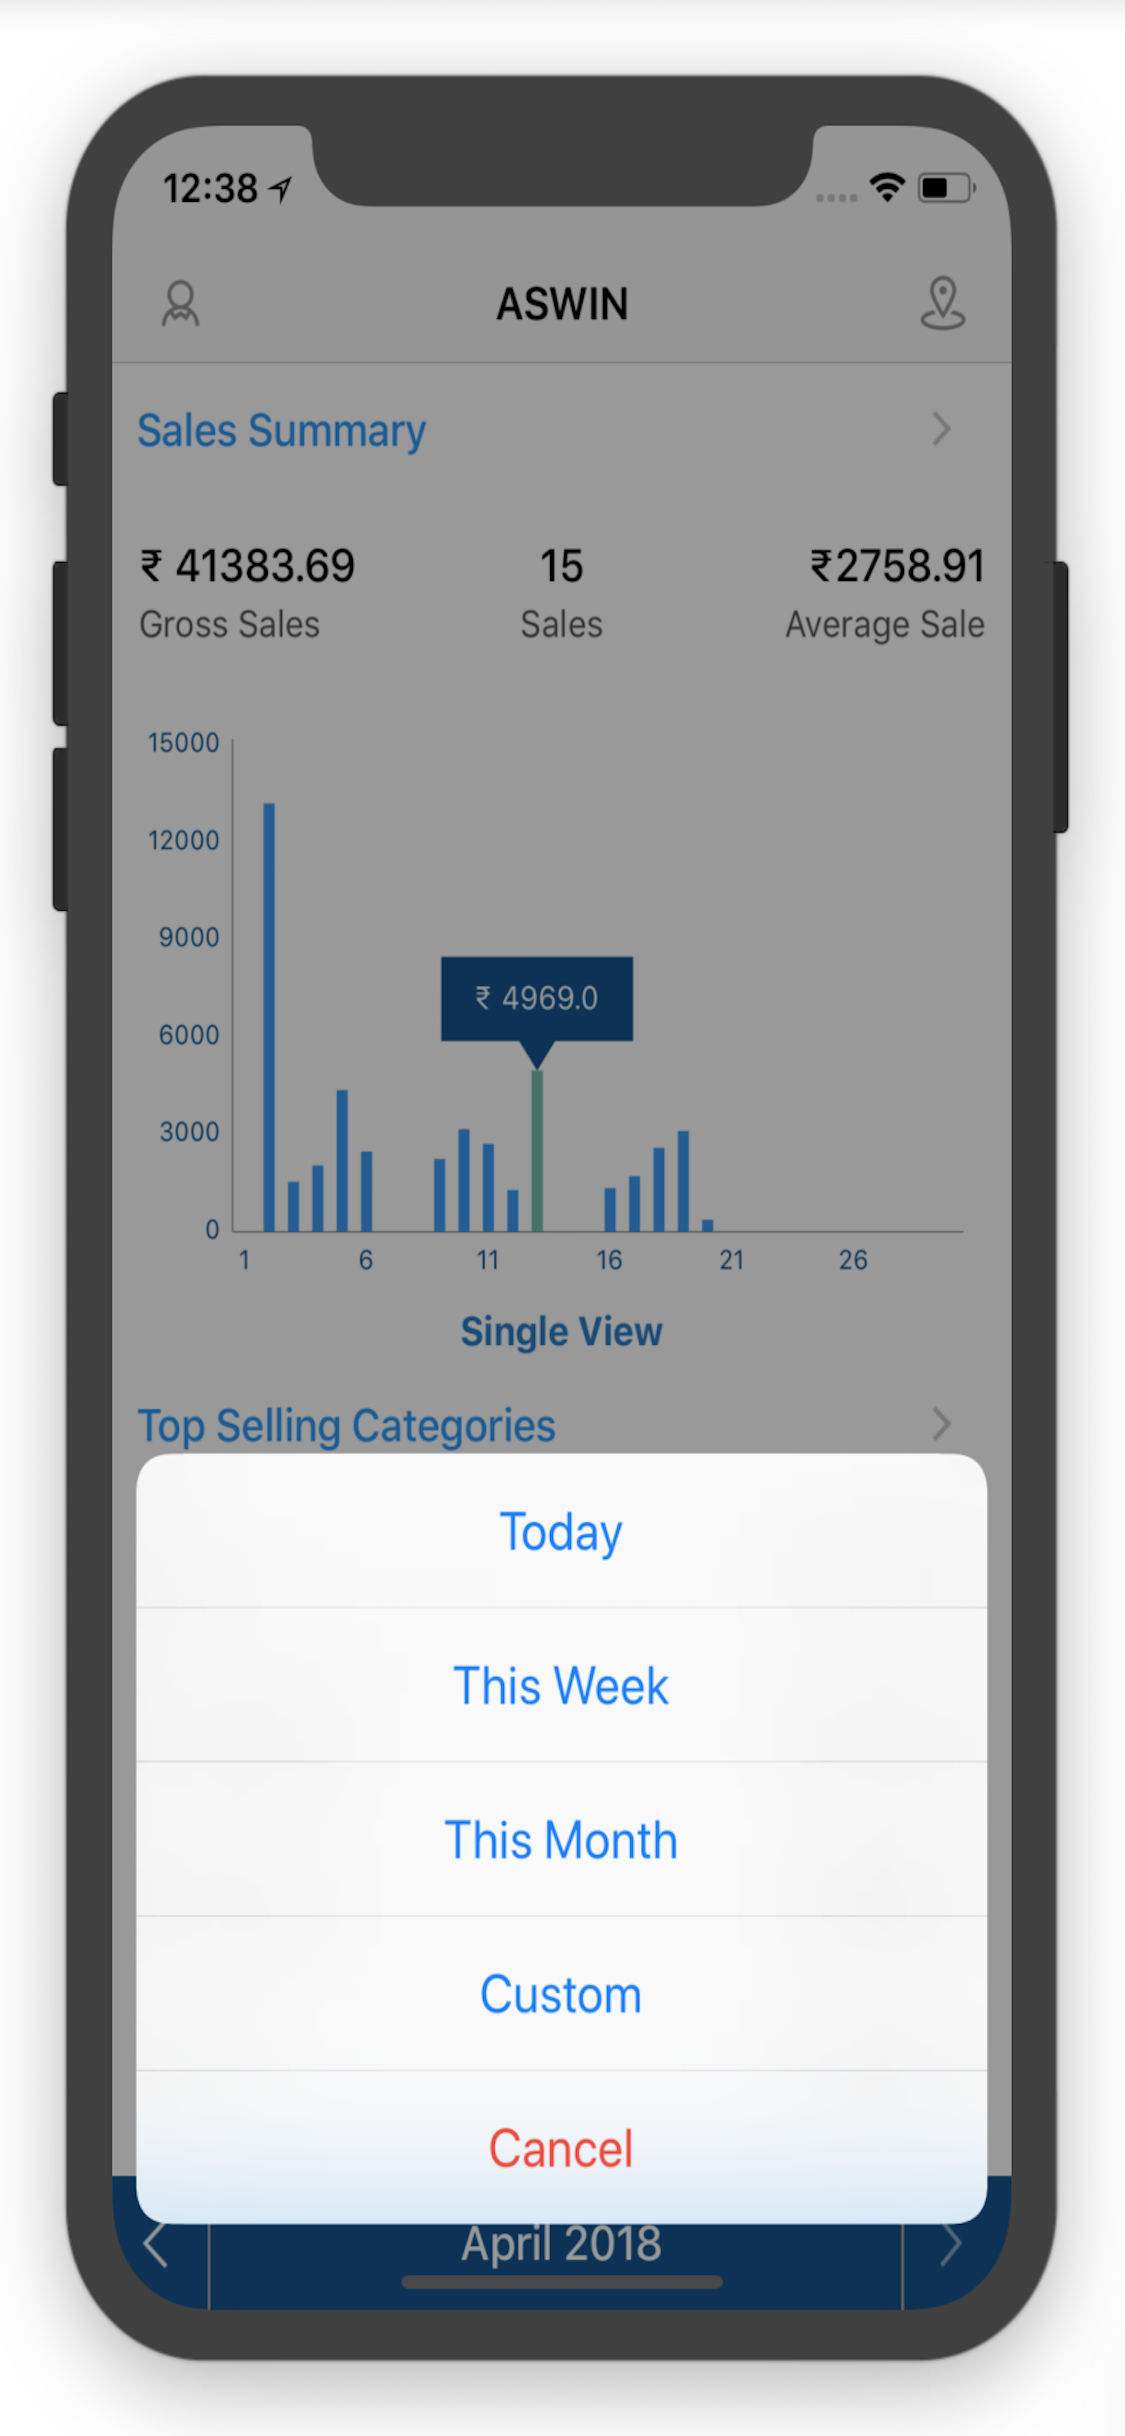 12:38
ASWIN
Sales Summary
₹ 41383.69 15 ₹2758.91
Gross Sales Sales Average Sale
15000
12000
9000
₹ 4969.0
6000
3000
0
1 6 11 16 21 26
Single View
Top Selling Categories
Today
This Week
This Month
Custom
Cancel
April 2018